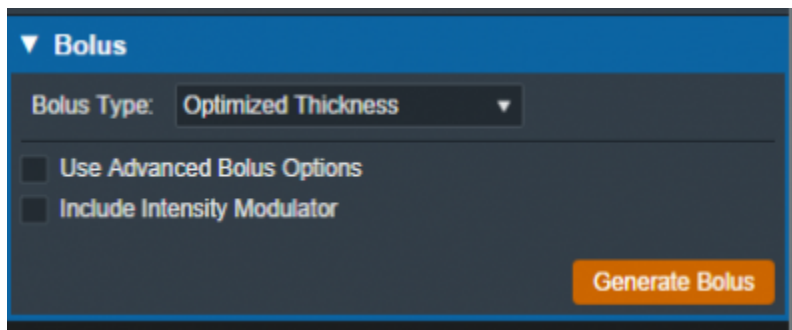 Bolus
Bolus Type: Optimized Thickness
Use Advanced Bolus Options
Include Intensity Modulator
Generate Bolus